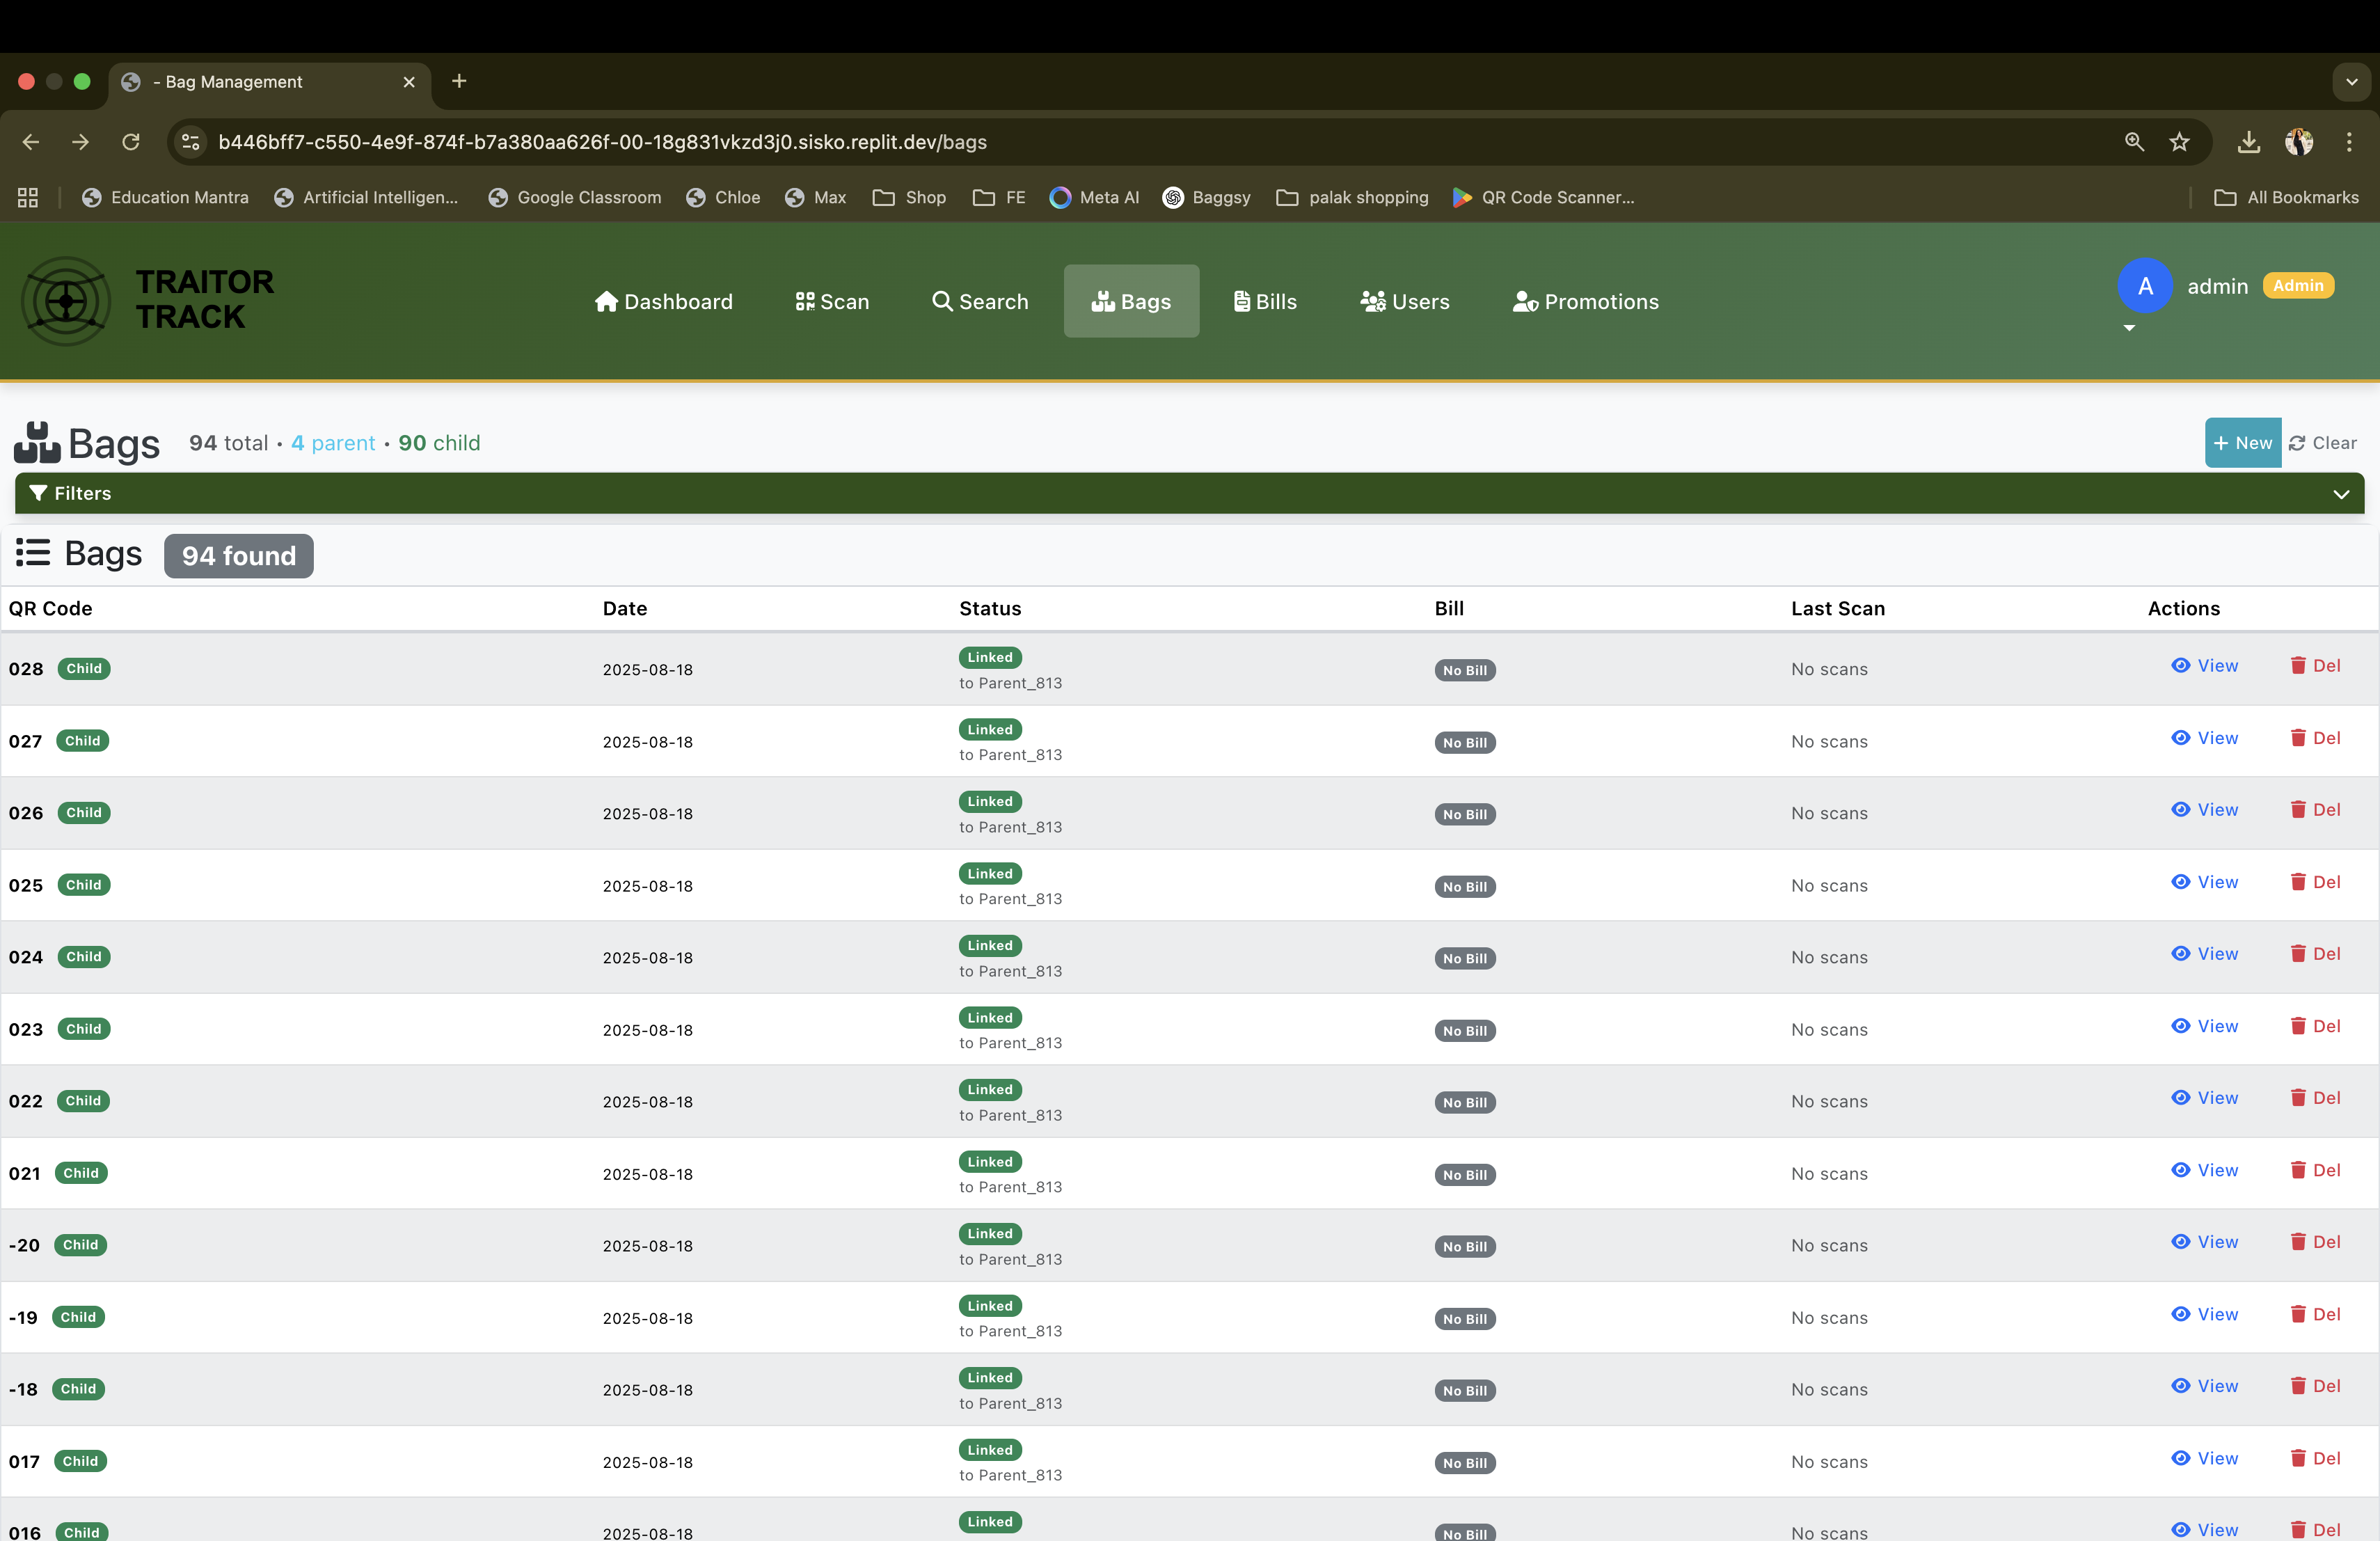 - Bag Management
b446bff7-c550-4e9f-874f-b7a380aa626f-00-18g831vkzd3j0.sisko.replit.dev/bags
Education Mantra Artificial Intelligen... Google Classroom Chloe Max Shop FE Meta AI Baggsy palak shopping QR Code Scanner... All Bookmarks
TRAITOR
TRACK
Dashboard Scan Search Bags Bills Users Promotions
A admin Admin
Bags 94 total • 4 parent • 90 child + New Clear
Filters
Bags 94 found
QR Code Date Status Bill Last Scan Actions
028 Child 2025-08-18 Linked No Bill No scans View Del
to Parent_813
027 Child 2025-08-18 Linked No Bill No scans View Del
to Parent_813
026 Child 2025-08-18 Linked No Bill No scans View Del
to Parent_813
025 Child 2025-08-18 Linked No Bill No scans View Del
to Parent_813
024 Child 2025-08-18 Linked No Bill No scans View Del
to Parent_813
023 Child 2025-08-18 Linked No Bill No scans View Del
to Parent_813
022 Child 2025-08-18 Linked No Bill No scans View Del
to Parent_813
021 Child 2025-08-18 Linked No Bill No scans View Del
to Parent_813
-20 Child 2025-08-18 Linked No Bill No scans View Del
to Parent_813
-19 Child 2025-08-18 Linked No Bill No scans View Del
to Parent_813
-18 Child 2025-08-18 Linked No Bill No scans View Del
to Parent_813
017 Child 2025-08-18 Linked No Bill No scans View Del
to Parent_813
016 Child 2025-08-18 Linked No Bill No scans View Del